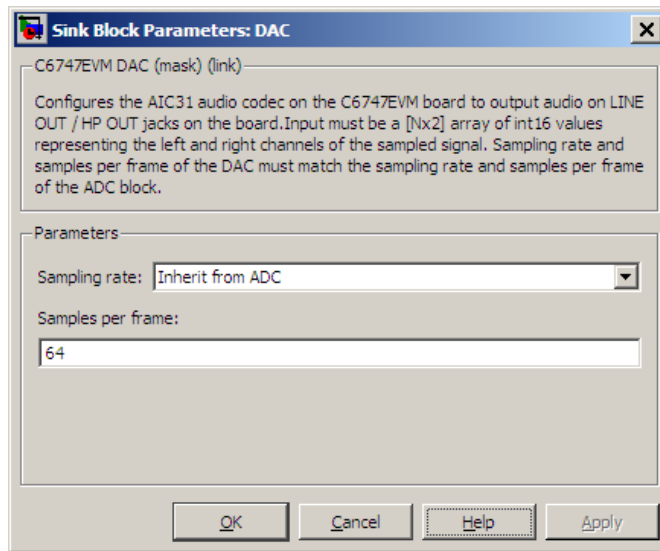 Sink Block Parameters: DAC
C6747EVM DAC (mask) (link)
Configures the AIC31 audio codec on the C6747EVM board to output audio on LINE
OUT / HP OUT jacks on the board.Input must be a [Nx2] array of int16 values
representing the left and right channels of the sampled signal. Sampling rate and
samples per frame of the DAC must match the sampling rate and samples per frame
of the ADC block.
Parameters
Sampling rate: Inherit from ADC
Samples per frame:
64
OK Cancel Help Apply